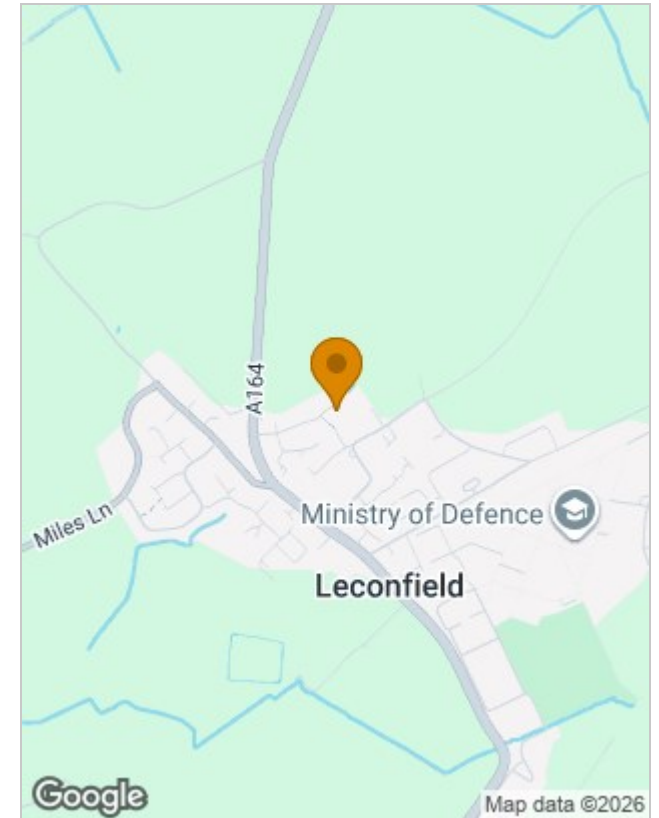 A164
Miles Ln
Ministry of Defence
Leconfield
Google
Map data ©2026